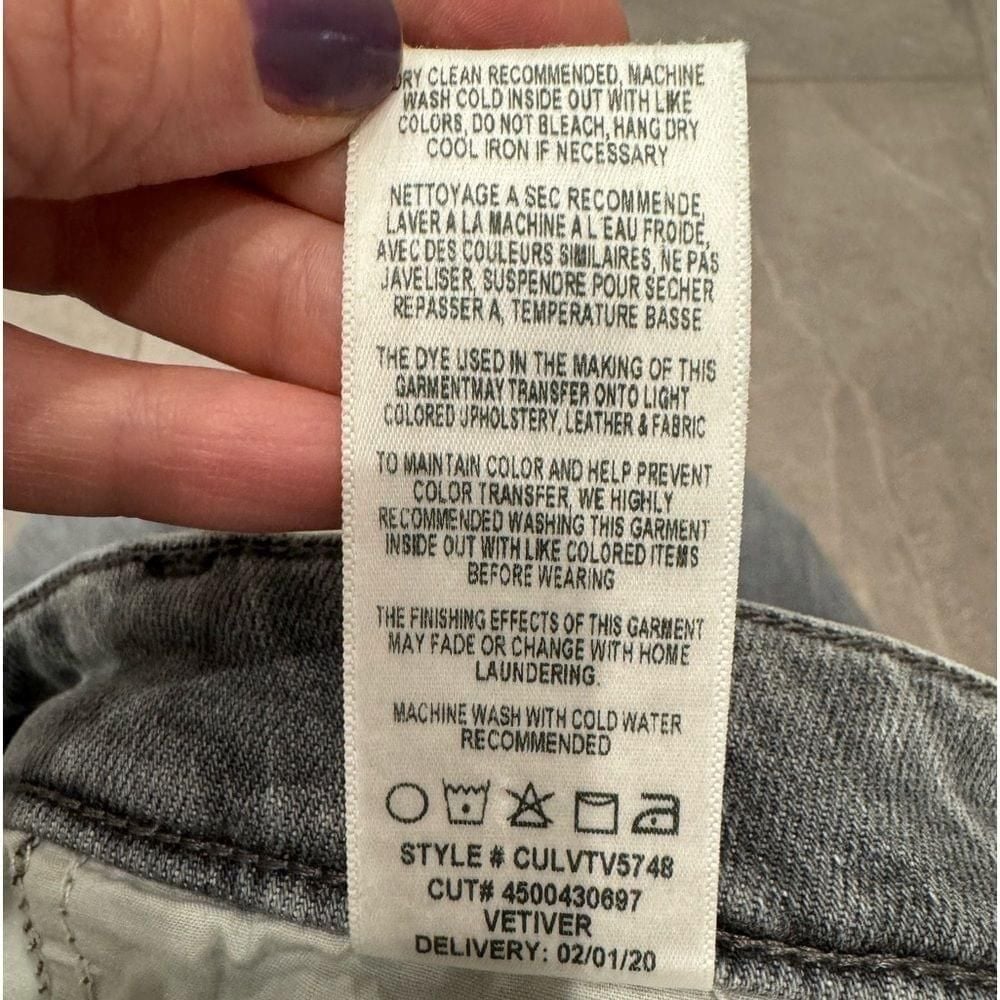 DRY CLEAN RECOMMENDED, MACHINE
WASH COLD INSIDE OUT WITH LIKE
COLORS, DO NOT BLEACH, HANG DRY
COOL IRON IF NECESSARY
NETTOYAGE A SEC RECOMMENDE,
LAVER A LA MACHINE A L EAU FROIDE,
AVEC DES COULEURS SIMILAIRES, NE PAS
JAVELISER, SUSPENDRE POUR SECHER
REPASSER A, TEMPERATURE BASSE
THE DYE USED IN THE MAKING OF THIS
GARMENTMAY TRANSFER ONTO LIGHT
COLORED UPHOLSTERY, LEATHER & FABRIC
TO MAINTAIN COLOR AND HELP PREVENT
COLOR TRANSFER, WE HIGHLY
RECOMMENDED WASHING THIS GARMENT
INSIDE OUT WITH LIKE COLORED ITEMS
BEFORE WEARING
THE FINISHING EFFECTS OF THIS GARMENT
MAY FADE OR CHANGE WITH HOME
LAUNDERING.
MACHINE WASH WITH COLD WATER
RECOMMENDED
STYLE # CULVTV5748
CUT# 4500430697
VETIVER
DELIVERY: 02/01/20